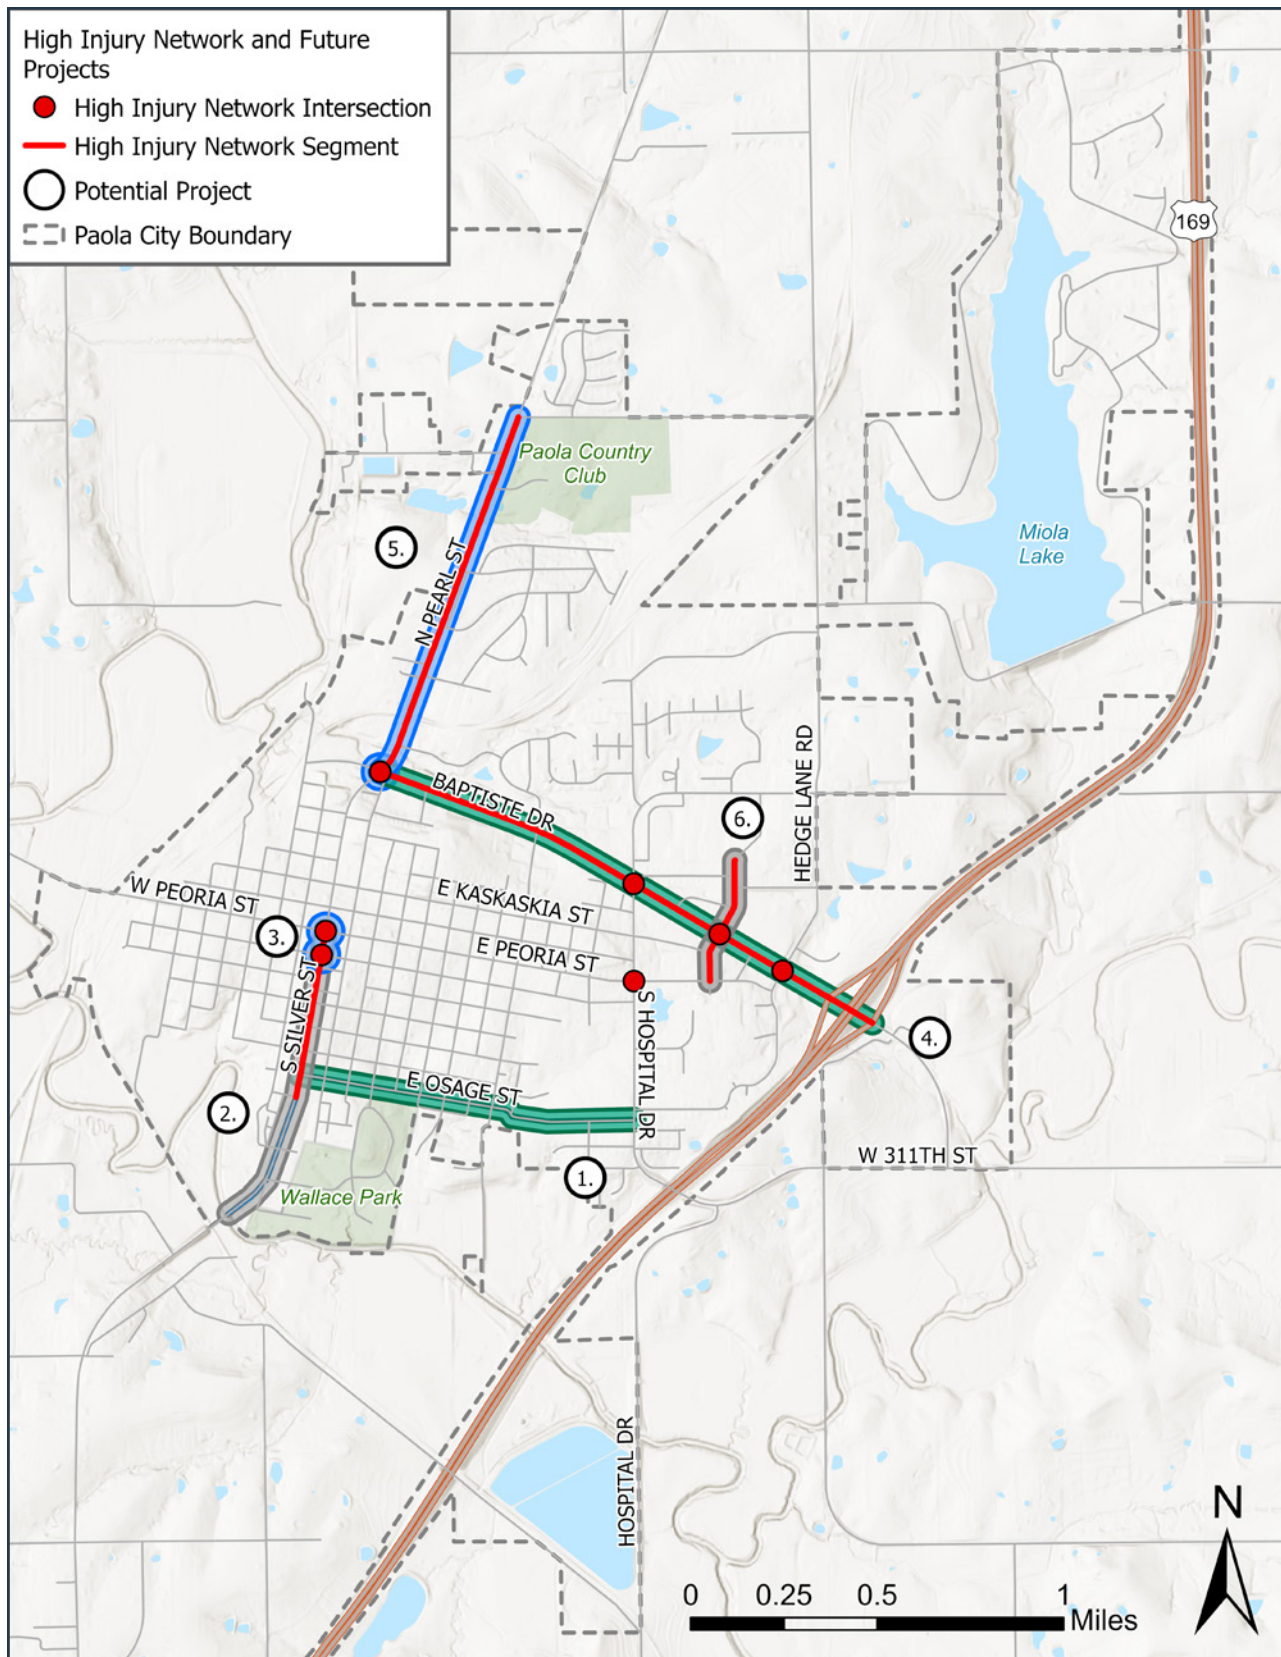 High Injury Network and Future
Projects
High Injury Network Intersection
High Injury Network Segment
Potential Project
Paola City Boundary
169
Paola Country
Club
5.
N PEARL ST
Miola
Lake
BAPTISTE DR
HEDGE LANE RD
6.
W PEORIA ST
E KASKASKIA ST
3.
E PEORIA ST
S SILVER ST
S HOSPITAL DR
4.
E OSAGE ST
2.
W 311TH ST
1.
Wallace Park
HOSPITAL DR
N
0 0.25 0.5 1
Miles